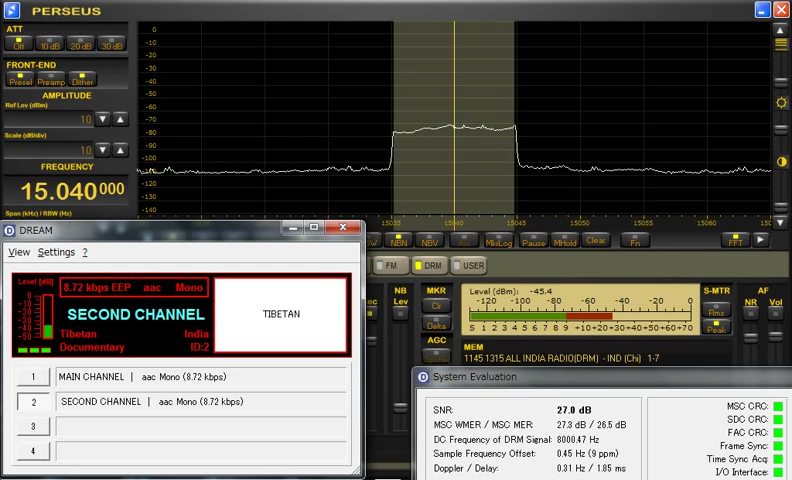 PERSEUS
ATT
Off 10 dB 20 dB 30 dB
FRONT-END
Presel Preamp Dither
AMPLITUDE
Ref Lev (dBm)
10
Scale (dB/div)
10
FREQUENCY
15.040000
Span (kHz) / RBW (Hz)
0
-10
-20
-30
-40
-50
-60
-70
-80
-90
-100
-110
-120
-130
-140
15035 15040 15045
NBN NBV MkrLog Pause MHold Clear Fn FFT
FM DRM USER
NB
Lev
MKR
Clr
Delta
AGC
Level (dBm): -45.4
-120 -100 -80 -60 -40 -20 0
S 1 2 3 4 5 6 7 8 9 +10 +20 +30 +40 +50 +60 +70
S-MTR
Rms
Peak
AF
NR Vol
MEM
1145 1315 ALL INDIA RADIO(DRM) - IND (Chi) 1-7
DREAM
View Settings ?
Level [dB]
0
-10
-20
-30
-40
-50
8.72 kbps EEP aac Mono
SECOND CHANNEL
Tibetan India
Documentary ID:2
TIBETAN
1 MAIN CHANNEL | aac Mono (8.72 kbps)
2 SECOND CHANNEL | aac Mono (8.72 kbps)
3
4
System Evaluation
SNR: 27.0 dB
MSC WMER / MSC MER: 27.3 dB / 26.5 dB
DC Frequency of DRM Signal: 8000.47 Hz
Sample Frequency Offset: 0.45 Hz (9 ppm)
Doppler / Delay: 0.31 Hz / 1.85 ms
MSC CRC:
SDC CRC:
FAC CRC:
Frame Sync:
Time Sync Acq:
I/O Interface: